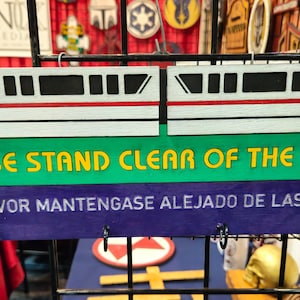 E STAND CLEAR OF THE
VOR MANTENGASE ALEJADO DE LAS